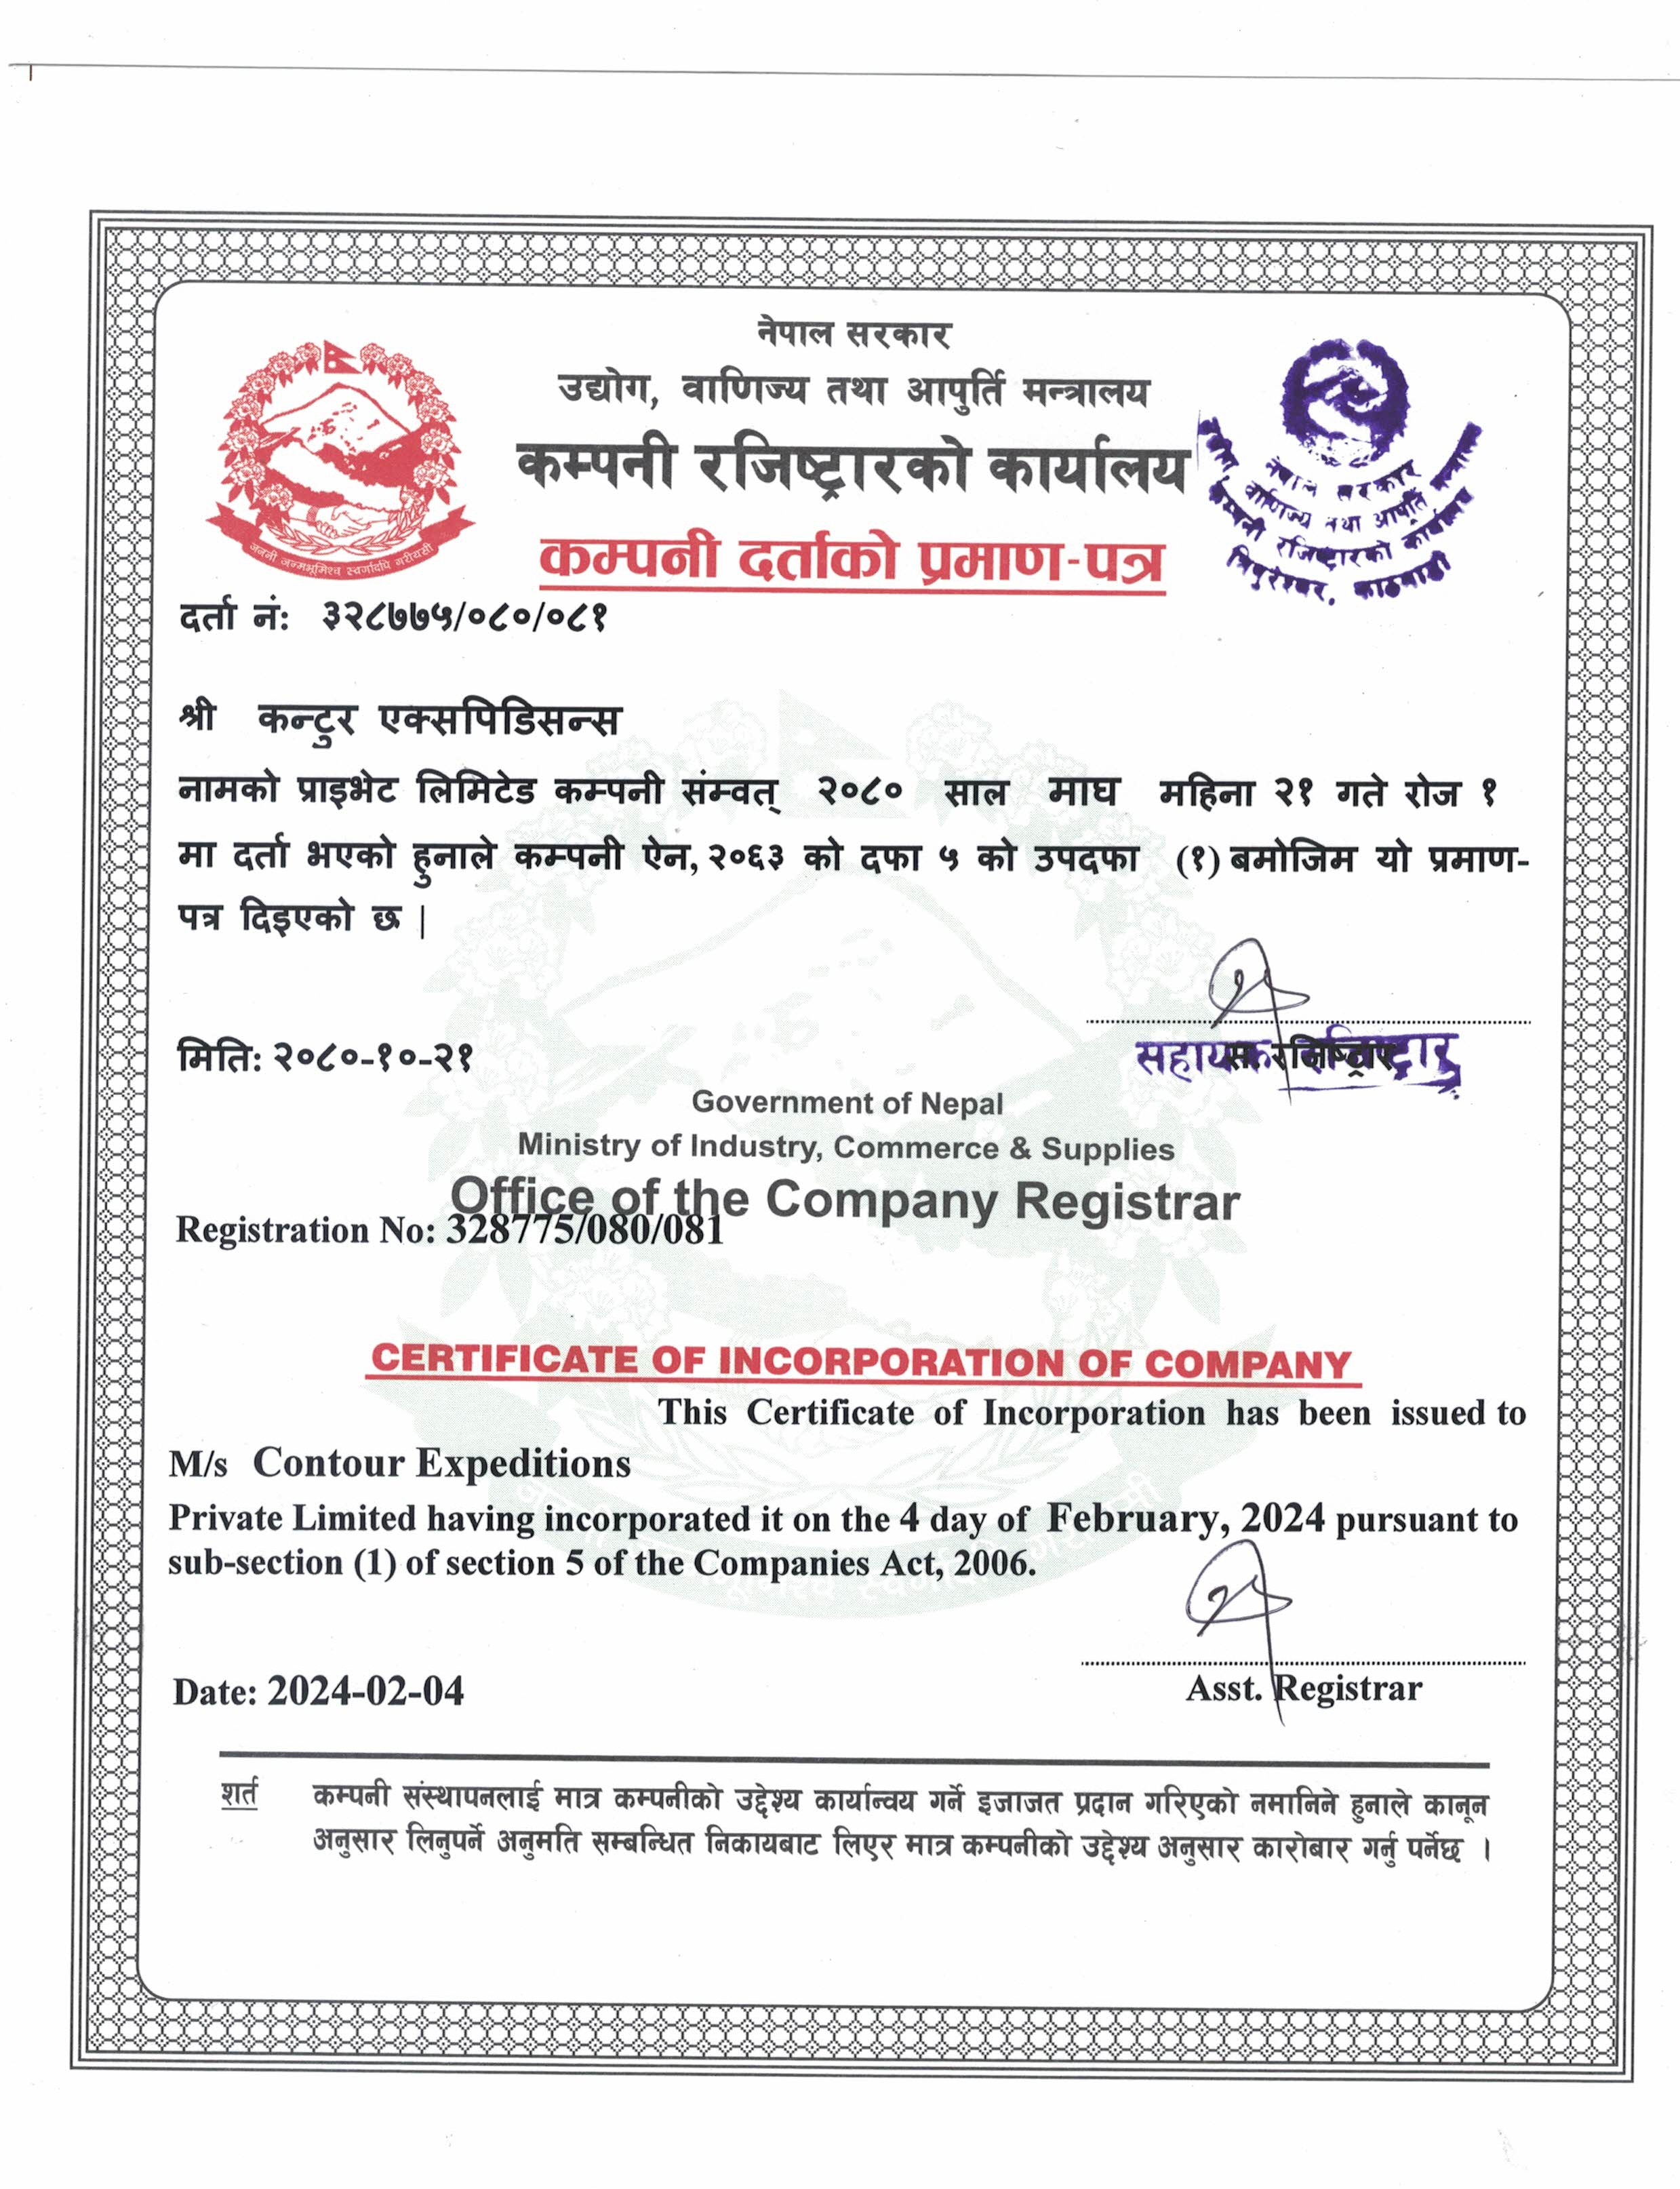 नेपाल सरकार
उद्योग, वाणिज्य तथा आपुर्ति मन्त्रालय
कम्पनी रजिष्ट्रारको कार्यालय
कम्पनी दर्ताको प्रमाण-पत्र
जननी जन्मभूमिश्च स्वर्गादपि गरीयसी
नेपाल सरकार
उद्योग, वाणिज्य तथा आपूर्ति मन्त्रालय
कम्पनी रजिष्ट्रारको कार्यालय
त्रिपुरेश्वर, काठमाडौं
दर्ता नं: ३२८७७५/०८०/०८१
श्री कन्टुर एक्सपिडिसन्स
नामको प्राइभेट लिमिटेड कम्पनी संम्वत् २०८० साल माघ महिना २१ गते रोज १
मा दर्ता भएको हुनाले कम्पनी ऐन, २०६३ को दफा ५ को उपदफा (१) बमोजिम यो प्रमाण-
पत्र दिइएको छ |
मिति: २०८०-१०-२१
स. रजिष्ट्रार
सहायक रजिष्ट्रार
Government of Nepal
Ministry of Industry, Commerce & Supplies
Office of the Company Registrar
Registration No: 328775/080/081
CERTIFICATE OF INCORPORATION OF COMPANY
This Certificate of Incorporation has been issued to
M/s Contour Expeditions
Private Limited having incorporated it on the 4 day of February, 2024 pursuant to
sub-section (1) of section 5 of the Companies Act, 2006.
Date: 2024-02-04
Asst. Registrar
शर्त कम्पनी संस्थापनलाई मात्र कम्पनीको उद्देश्य कार्यान्वय गर्ने इजाजत प्रदान गरिएको नमानिने हुनाले कानून
अनुसार लिनुपर्ने अनुमति सम्बन्धित निकायबाट लिएर मात्र कम्पनीको उद्देश्य अनुसार कारोबार गर्नु पर्नेछ ।